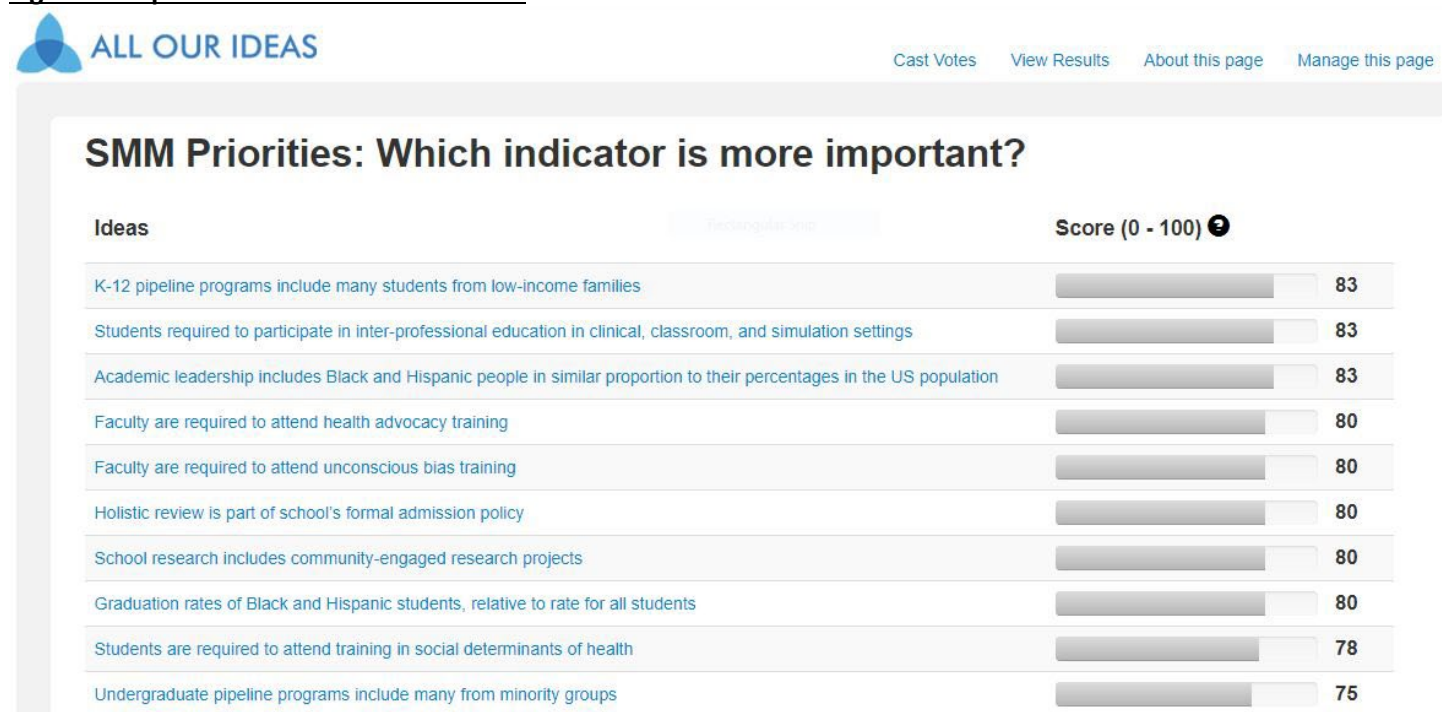 ALL OUR IDEAS
Cast Votes View Results About this page Manage this page
SMM Priorities: Which indicator is more important?
Ideas Score (0 - 100) ?
K-12 pipeline programs include many students from low-income families 83
Students required to participate in inter-professional education in clinical, classroom, and simulation settings 83
Academic leadership includes Black and Hispanic people in similar proportion to their percentages in the US population 83
Faculty are required to attend health advocacy training 80
Faculty are required to attend unconscious bias training 80
Holistic review is part of school's formal admission policy 80
School research includes community-engaged research projects 80
Graduation rates of Black and Hispanic students, relative to rate for all students 80
Students are required to attend training in social determinants of health 78
Undergraduate pipeline programs include many from minority groups 75